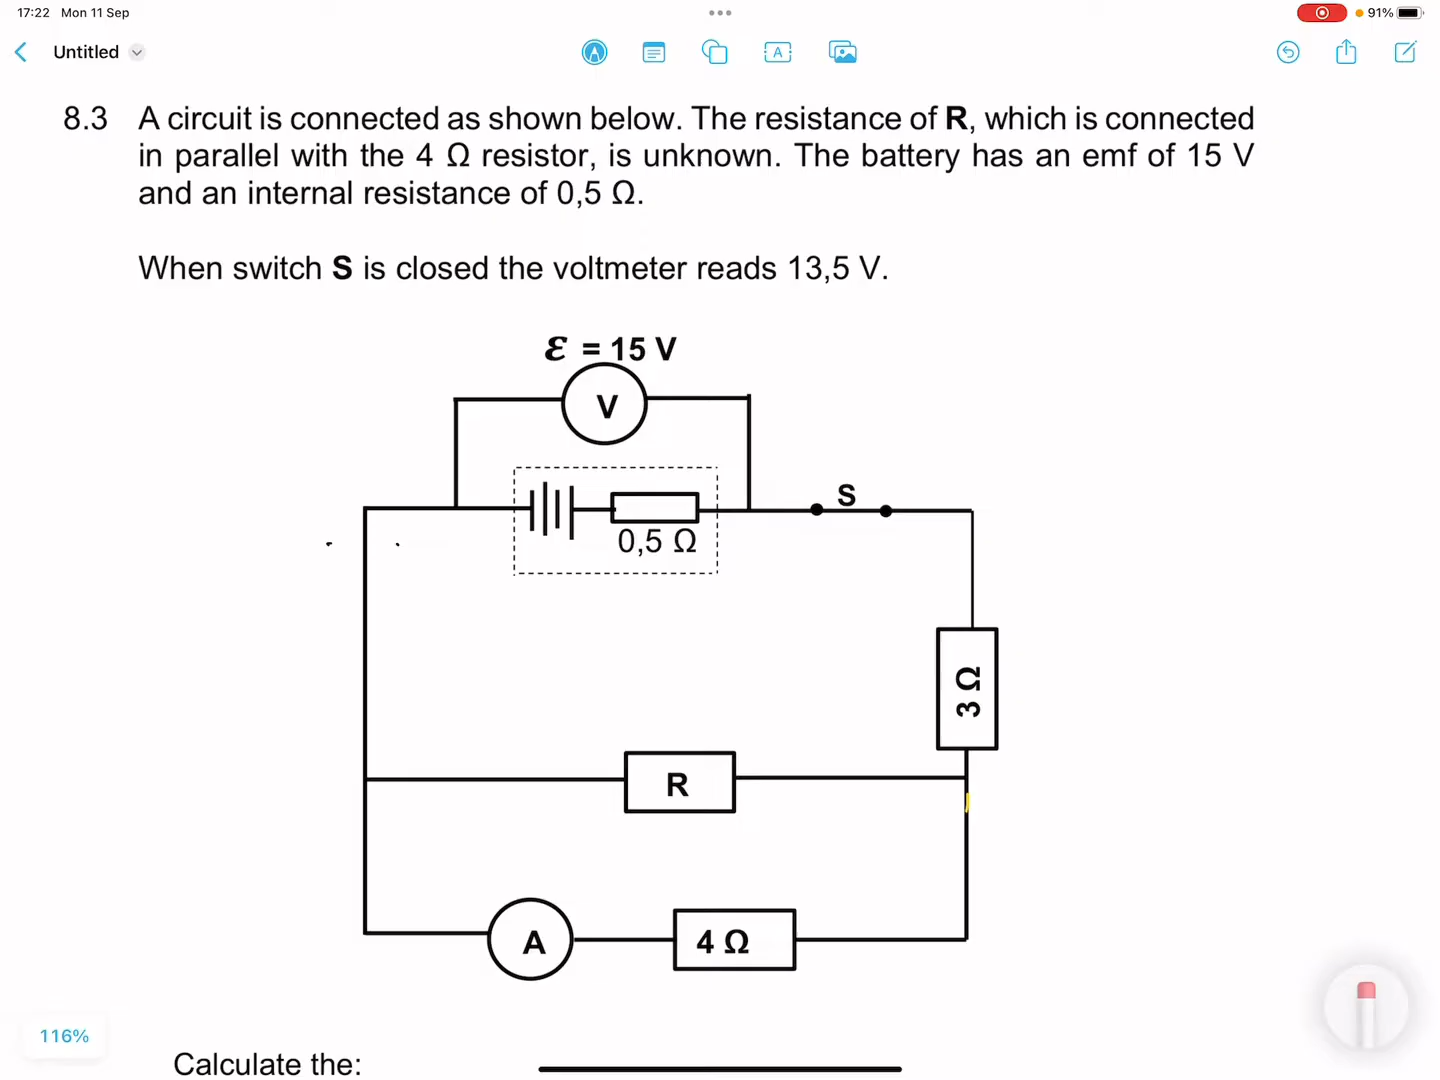 17:22 Mon 11 Sep
91%
Untitled
A
8.3 A circuit is connected as shown below. The resistance of R, which is connected
in parallel with the 4 Ω resistor, is unknown. The battery has an emf of 15 V
and an internal resistance of 0,5 Ω.
When switch S is closed the voltmeter reads 13,5 V.
ℰ = 15 V
V
S
0,5 Ω
3 Ω
R
A
4 Ω
116%
Calculate the: